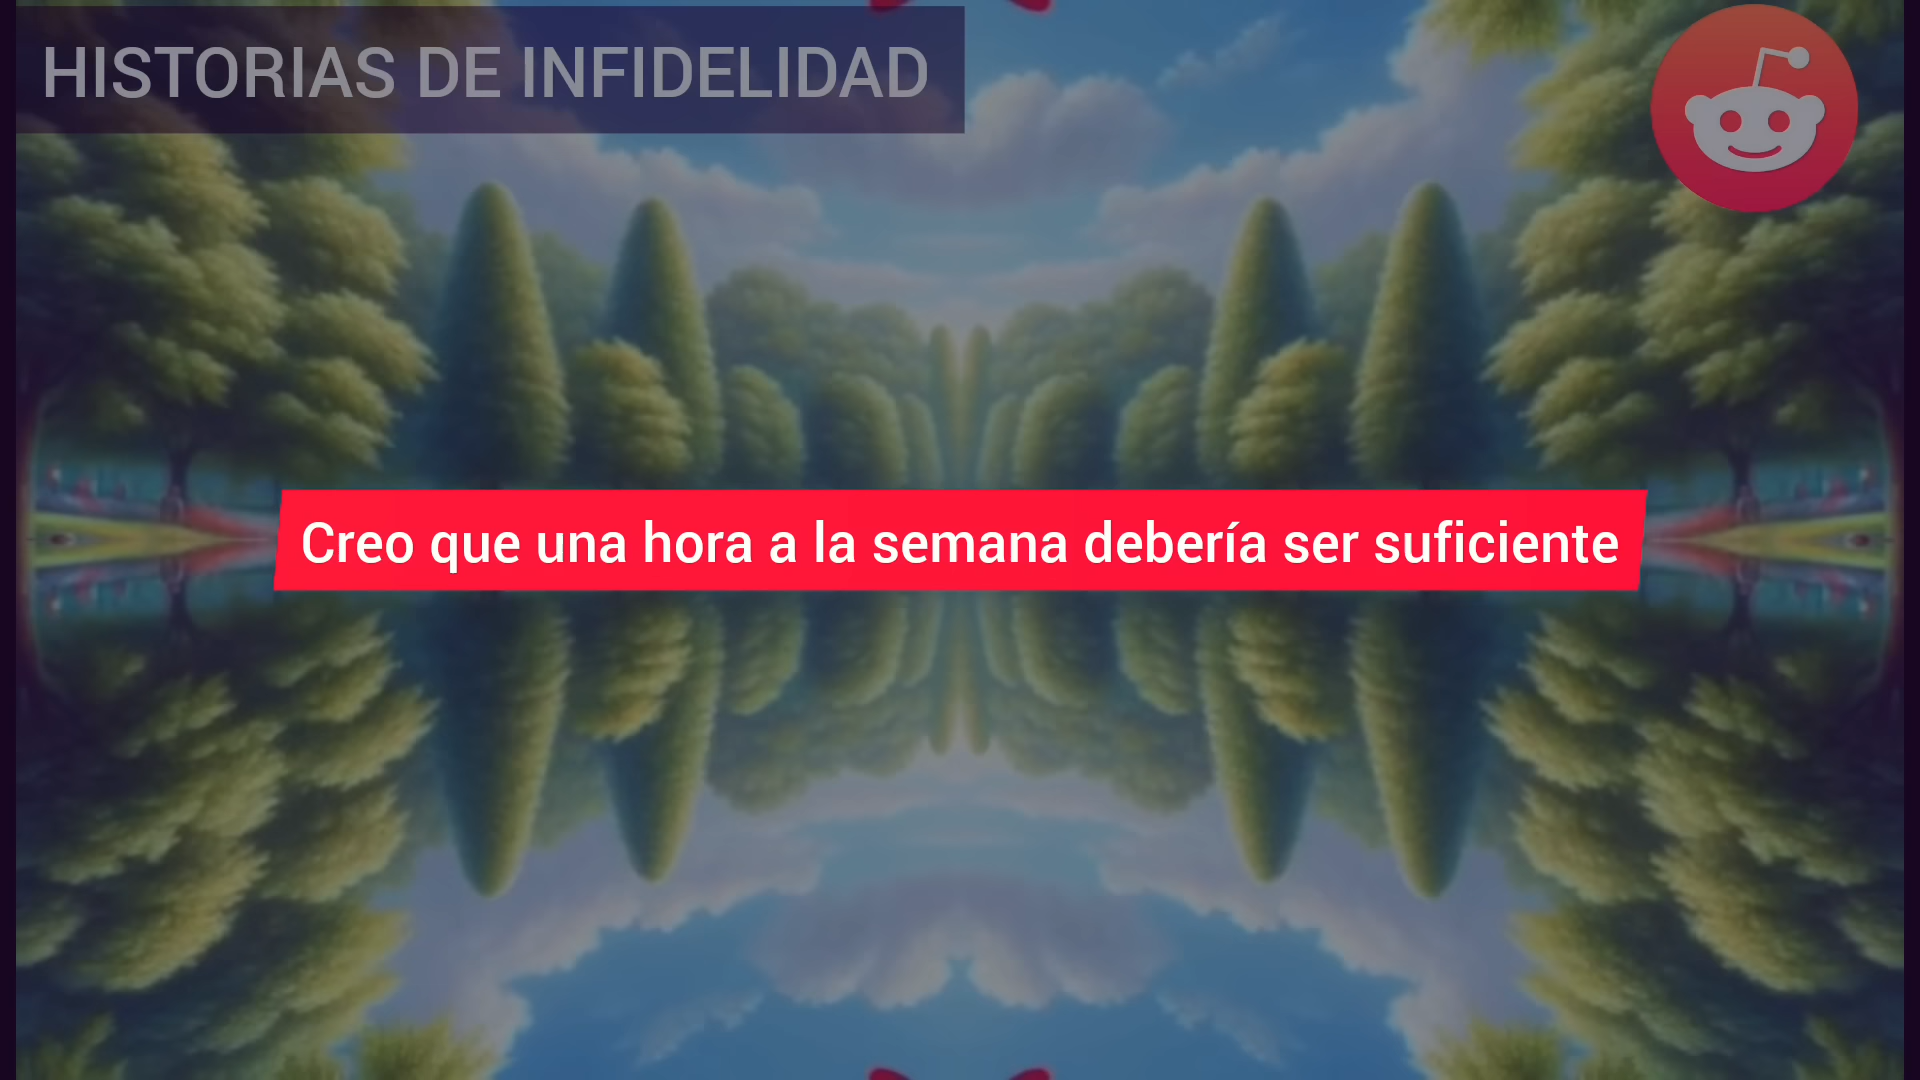 HISTORIAS DE INFIDELIDAD
Creo que una hora a la semana debería ser suficiente